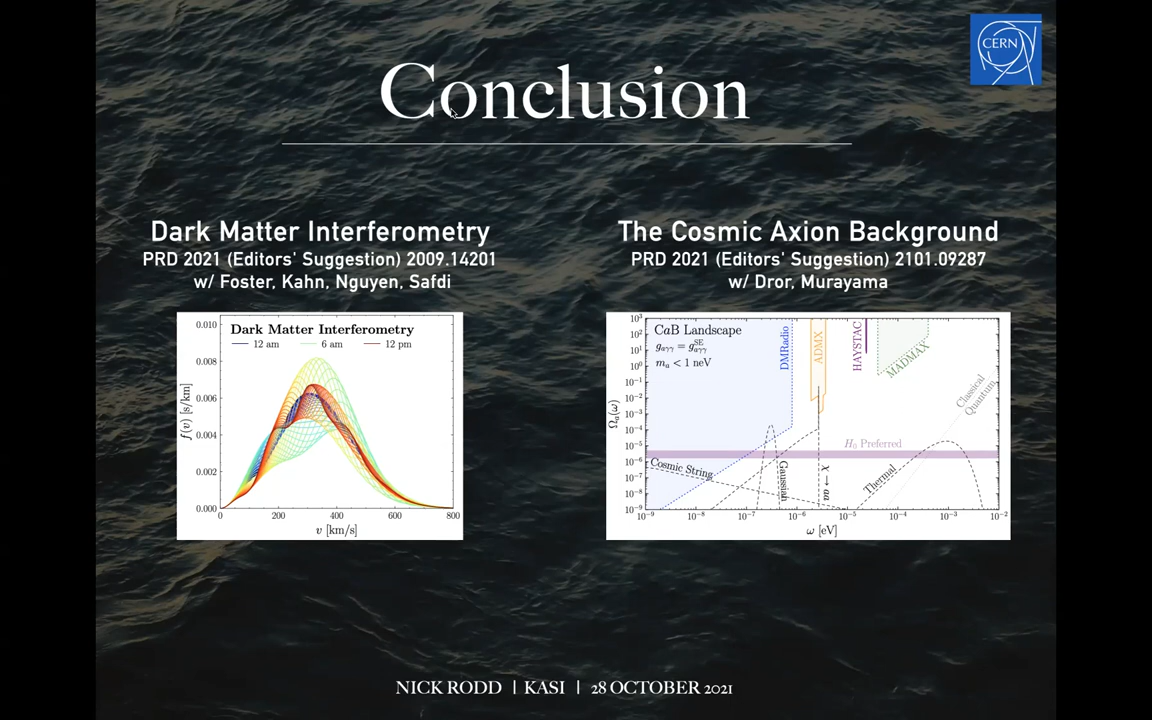 CERN
Conclusion
Dark Matter Interferometry
PRD 2021 (Editors' Suggestion) 2009.14201
w/ Foster, Kahn, Nguyen, Safdi
The Cosmic Axion Background
PRD 2021 (Editors' Suggestion) 2101.09287
w/ Dror, Murayama
Dark Matter Interferometry
12 am 6 am 12 pm
f(v) [s/km]
0.010
0.008
0.006
0.004
0.002
0.000
0 200 400 600 800
v [km/s]
CaB Landscape
g_{aγγ} = g_{aγγ}^{SE}
m_a < 1 neV
DMRadio
ADMX
HAYSTAC
MADMAX
Classical
Quantum
H₀ Preferred
Cosmic String
Gaussian
χ → aa
Thermal
Ω_a(ω)
10³
10²
10¹
10⁰
10⁻¹
10⁻²
10⁻³
10⁻⁴
10⁻⁵
10⁻⁶
10⁻⁷
10⁻⁸
10⁻⁹
10⁻⁹ 10⁻⁸ 10⁻⁷ 10⁻⁶ 10⁻⁵ 10⁻⁴ 10⁻³ 10⁻²
ω [eV]
NICK RODD | KASI | 28 OCTOBER 2021